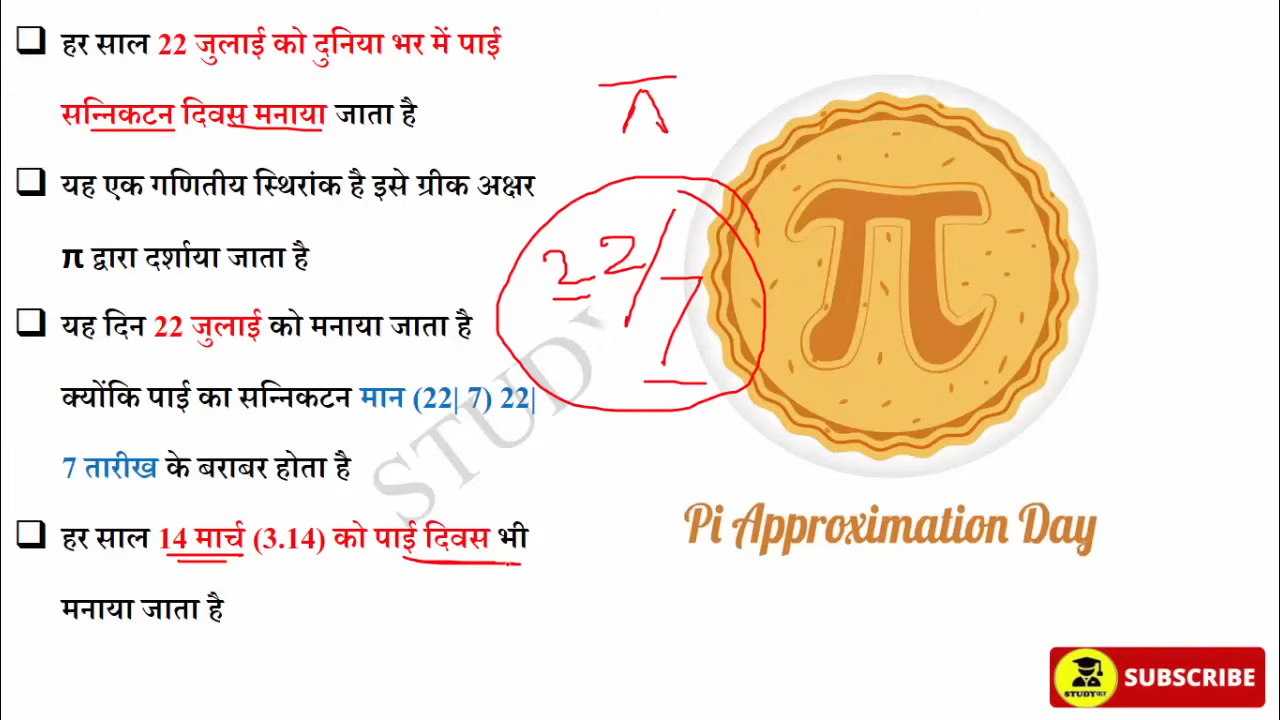 हर साल 22 जुलाई को दुनिया भर में पाई
सन्निकटन दिवस मनाया जाता है
यह एक गणितीय स्थिरांक है इसे ग्रीक अक्षर
π द्वारा दर्शाया जाता है
यह दिन 22 जुलाई को मनाया जाता है
क्योंकि पाई का सन्निकटन मान (22| 7) 22|
7 तारीख के बराबर होता है
हर साल 14 मार्च (3.14) को पाई दिवस भी
मनाया जाता है
π
22/7
STUDY
π
Pi Approximation Day
STUDYकर
SUBSCRIBE